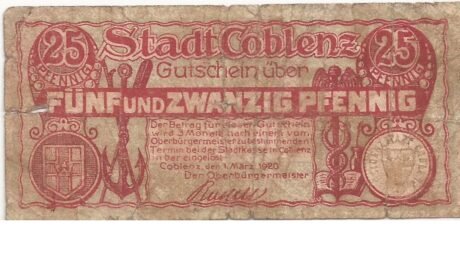 25 Stadt Coblenz 25
PFENNIG PFENNIG
Gutschein über
FÜNF UND ZWANZIG PFENNIG
Der Betrag für diesen Gutschein
wird 3 Monate nach einem vom
Oberbürgermeister zu bestimmenden
Termin bei der Stadtkasse in Coblenz
in bar eingelöst.
Coblenz, den 1. März 1920
Der Oberbürgermeister